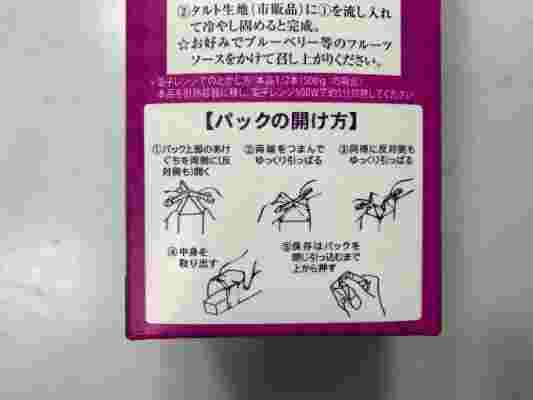 ②タルト生地(市販品)に①を流し入れ
て冷やし固めると完成。
☆お好みでブルーベリー等のフルーツ
ソースをかけて召し上がりください。
【パックの開け方】
①パック上部のあけ
ぐちを両側に(反
対側も)開く
②両端をつまんで
ゆっくり引っぱる
③同様に反対側も
ゆっくり引っぱる
④中身を
取り出す
⑤保存はパックを
閉じ引っ込むまで
上から押す